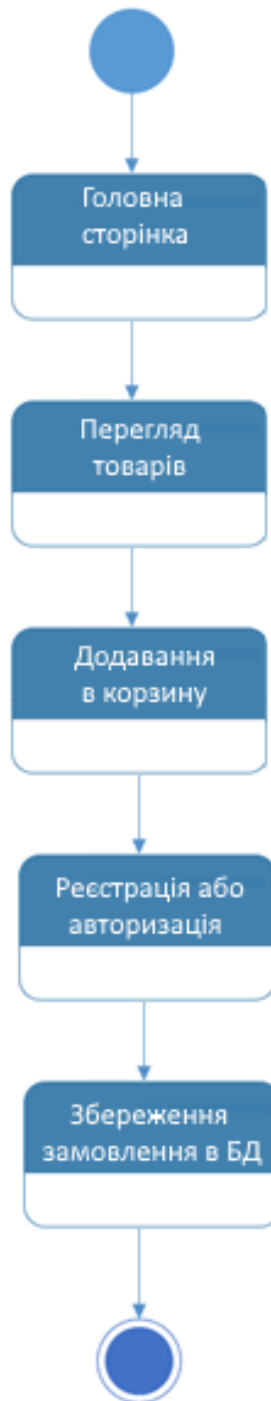 Головна
сторінка
Перегляд
товарів
Додавання
в корзину
Реєстрація або
авторизація
Збереження
замовлення в БД